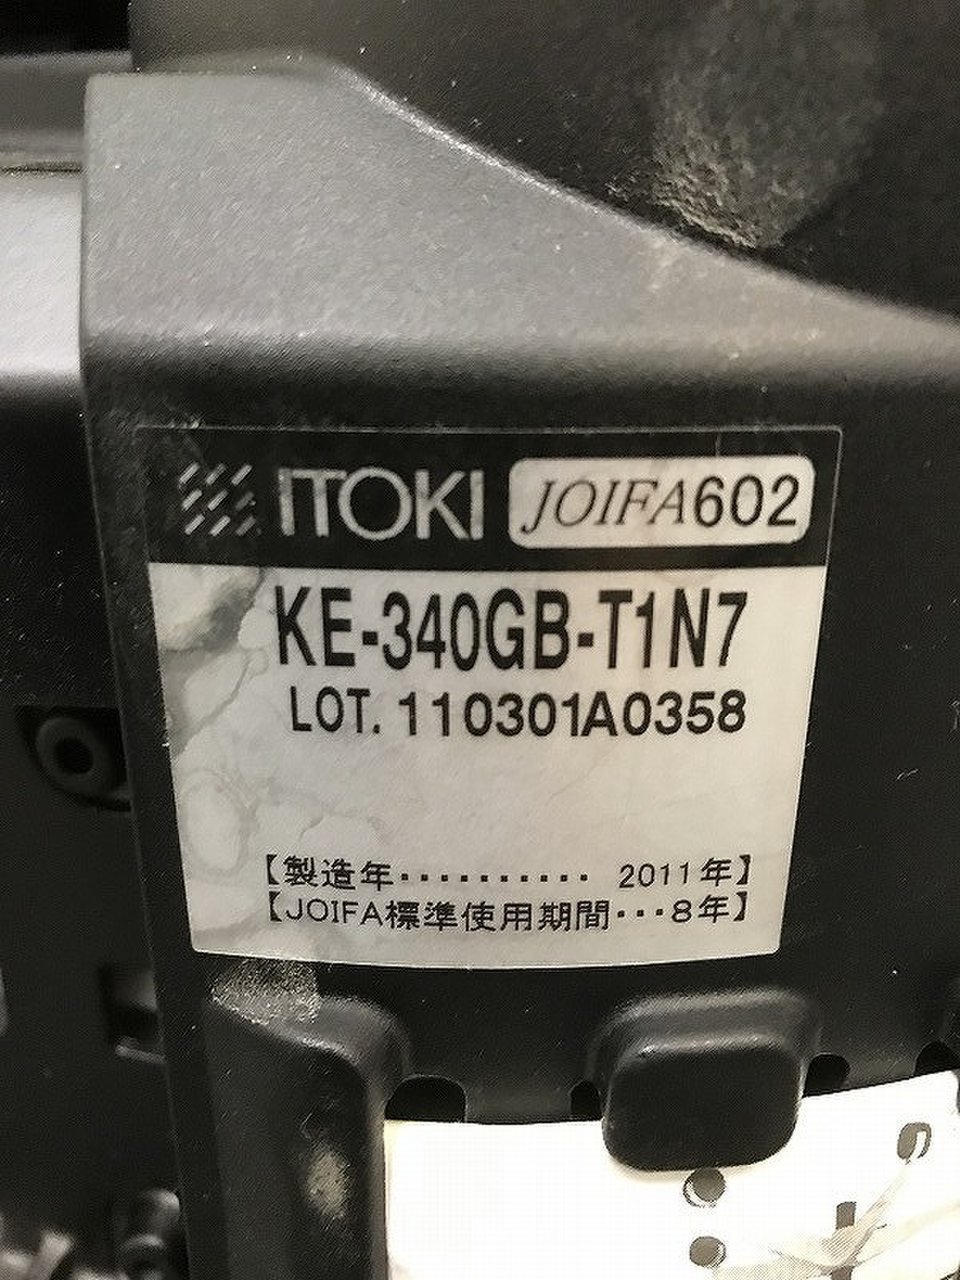 ITOKI JOIFA602
KE-340GB-T1N7
LOT. 110301A0358
【製造年・・・・・・・・・・ 2011年】
【JOIFA標準使用期間・・・8年】